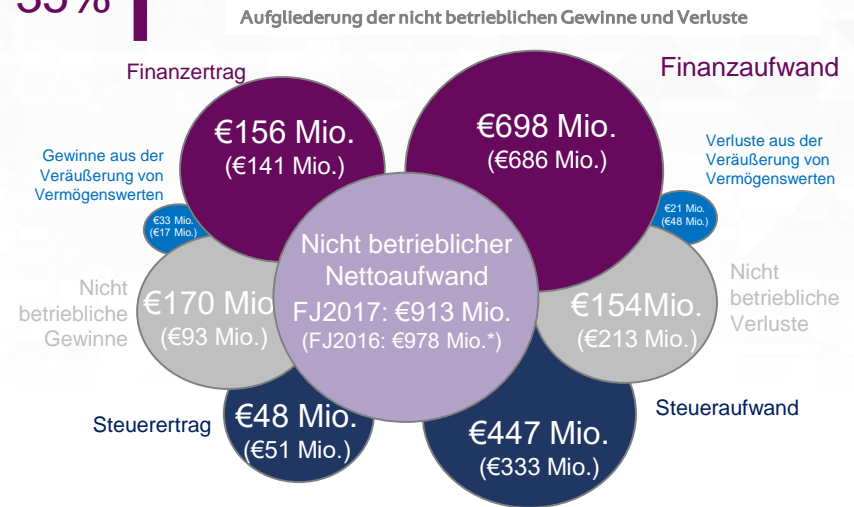 35%
Aufgliederung der nicht betrieblichen Gewinne und Verluste
Finanzertrag
Finanzaufwand
€156 Mio.
(€141 Mio.)
€698 Mio.
(€686 Mio.)
Gewinne aus der
Veräußerung von
Vermögenswerten
Verluste aus der
Veräußerung von
Vermögenswerten
€33 Mio.
(€17 Mio.)
€21 Mio.
(€48 Mio.)
Nicht betrieblicher
Nettoaufwand
FJ2017: €913 Mio.
(FJ2016: €978 Mio.*)
Nicht
betriebliche
Gewinne
€170 Mio
(€93 Mio.)
€154Mio.
(€213 Mio.)
Nicht
betriebliche
Verluste
Steuerertrag
€48 Mio.
(€51 Mio.)
€447 Mio.
(€333 Mio.)
Steueraufwand